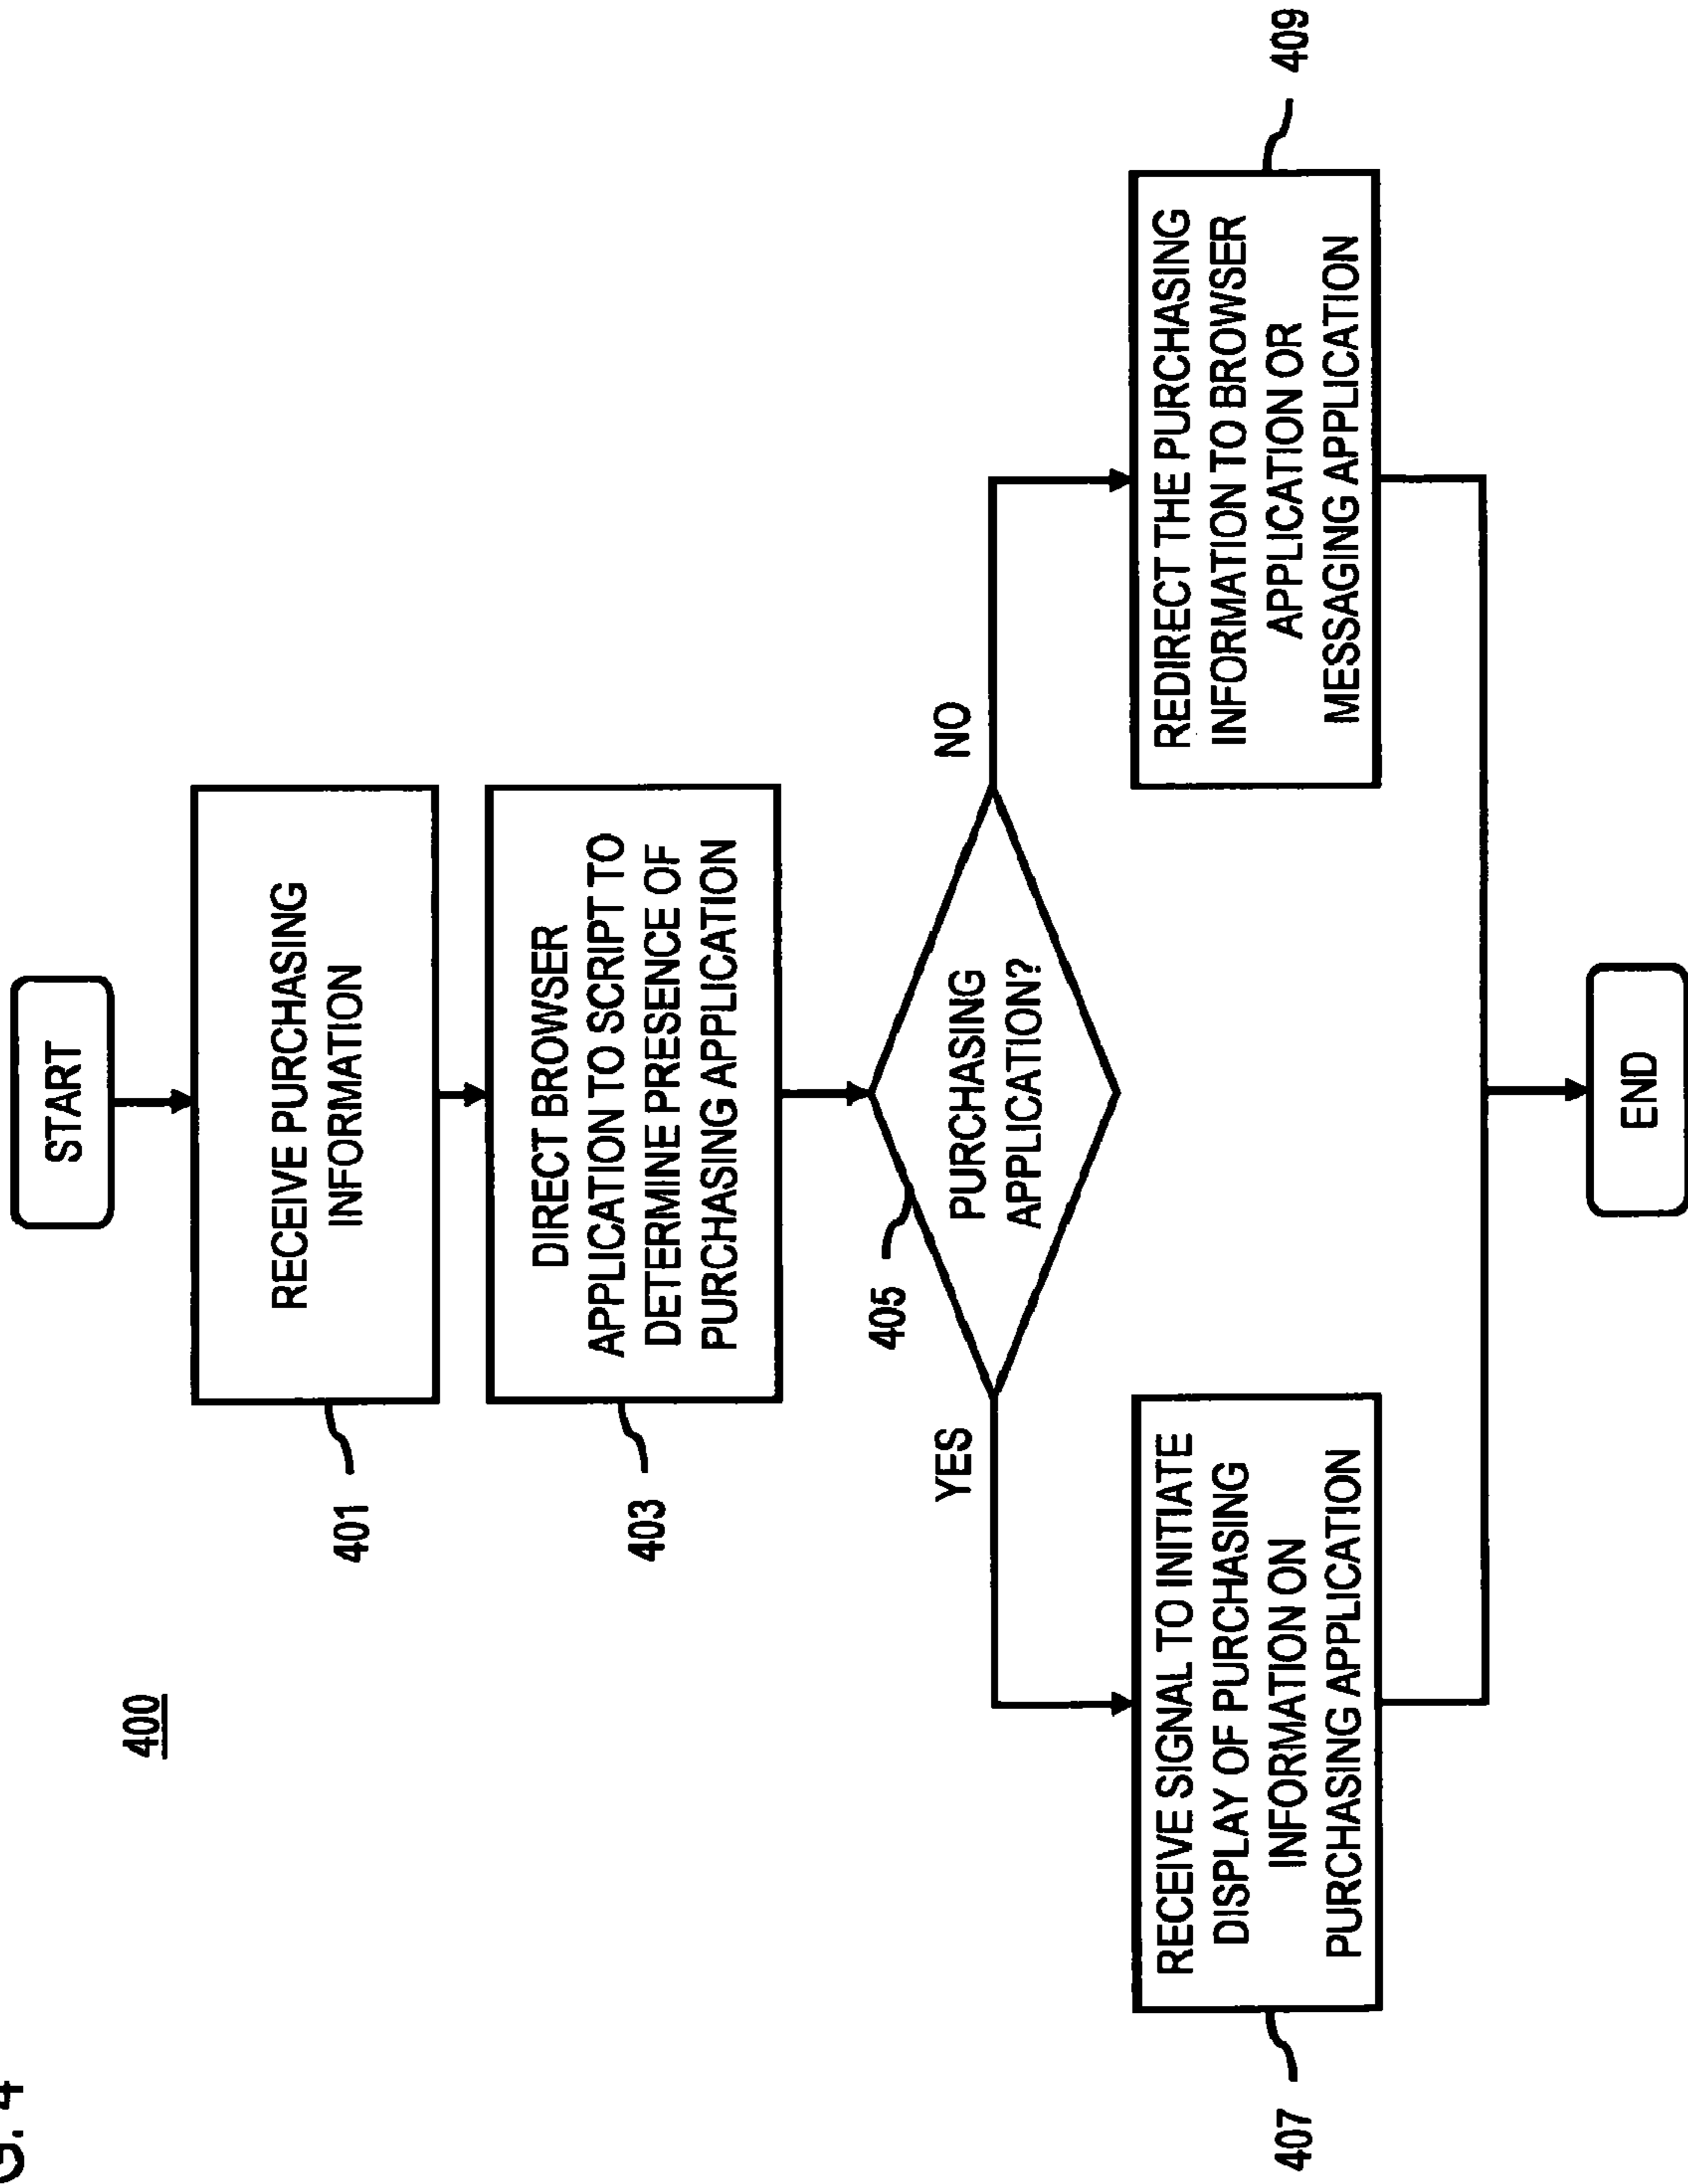 G. 4
400
START
RECEIVE PURCHASING
INFORMATION
401
DIRECT BROWSER
APPLICATION TO SCRIPT TO
DETERMINE PRESENCE OF
PURCHASING APPLICATION
403
405
PURCHASING
APPLICATION?
YES
NO
RECEIVE SIGNAL TO INITIATE
DISPLAY OF PURCHASING
INFORMATION ON
PURCHASING APPLICATION
407
REDIRECT THE PURCHASING
INFORMATION TO BROWSER
APPLICATION OR
MESSAGING APPLICATION
409
END